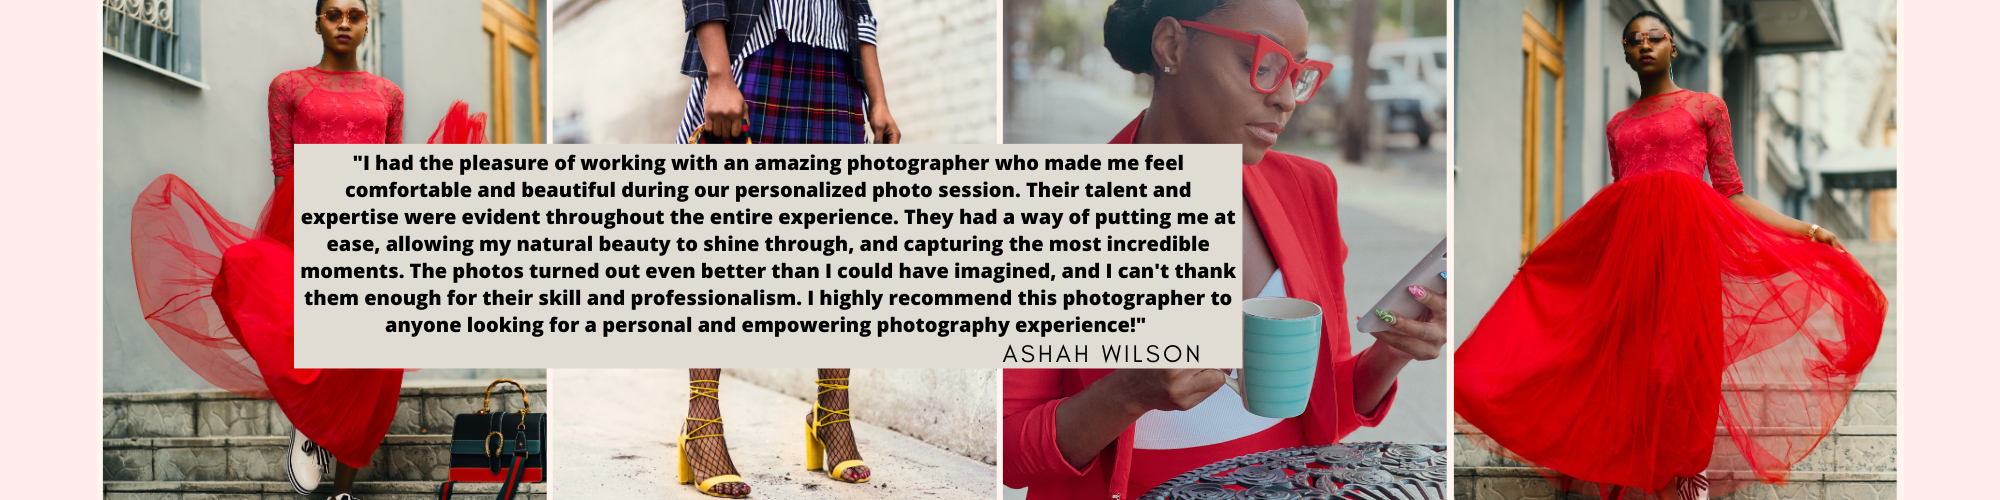 "I had the pleasure of working with an amazing photographer who made me feel
comfortable and beautiful during our personalized photo session. Their talent and
expertise were evident throughout the entire experience. They had a way of putting me at
ease, allowing my natural beauty to shine through, and capturing the most incredible
moments. The photos turned out even better than I could have imagined, and I can't thank
them enough for their skill and professionalism. I highly recommend this photographer to
anyone looking for a personal and empowering photography experience!"
ASHAH WILSON